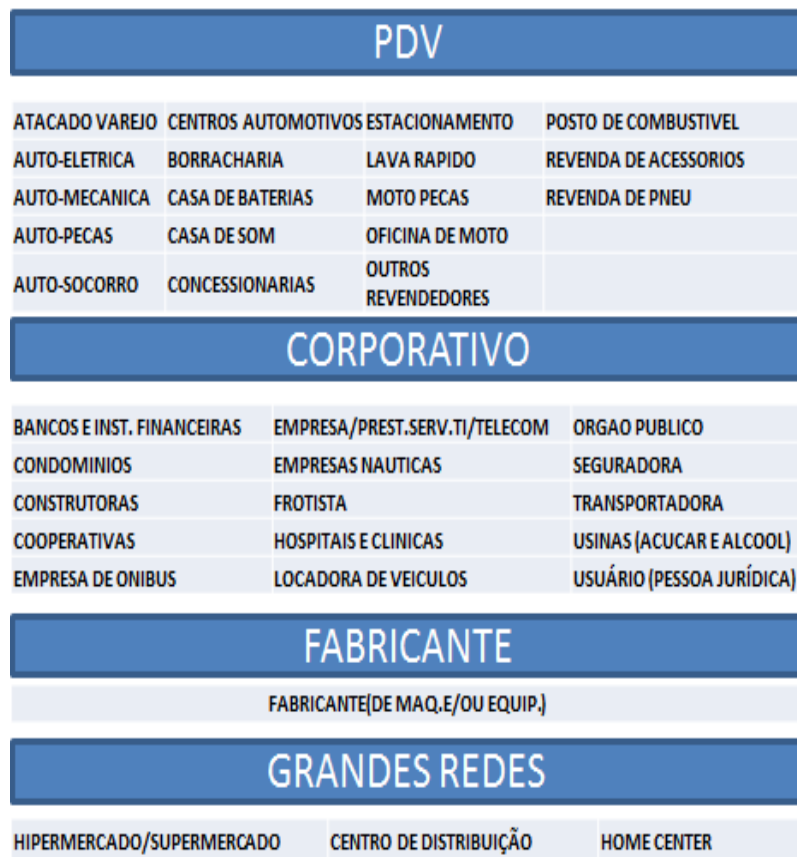 PDV
ATACADO VAREJO CENTROS AUTOMOTIVOS ESTACIONAMENTO POSTO DE COMBUSTIVEL
AUTO-ELETRICA BORRACHARIA LAVA RAPIDO REVENDA DE ACESSORIOS
AUTO-MECANICA CASA DE BATERIAS MOTO PECAS REVENDA DE PNEU
AUTO-PECAS CASA DE SOM OFICINA DE MOTO
AUTO-SOCORRO CONCESSIONARIAS OUTROS
REVENDEDORES
CORPORATIVO
BANCOS E INST. FINANCEIRAS EMPRESA/PREST.SERV.TI/TELECOM ORGAO PUBLICO
CONDOMINIOS EMPRESAS NAUTICAS SEGURADORA
CONSTRUTORAS FROTISTA TRANSPORTADORA
COOPERATIVAS HOSPITAIS E CLINICAS USINAS (ACUCAR E ALCOOL)
EMPRESA DE ONIBUS LOCADORA DE VEICULOS USUÁRIO (PESSOA JURÍDICA)
FABRICANTE
FABRICANTE(DE MAQ.E/OU EQUIP.)
GRANDES REDES
HIPERMERCADO/SUPERMERCADO CENTRO DE DISTRIBUIÇÃO HOME CENTER